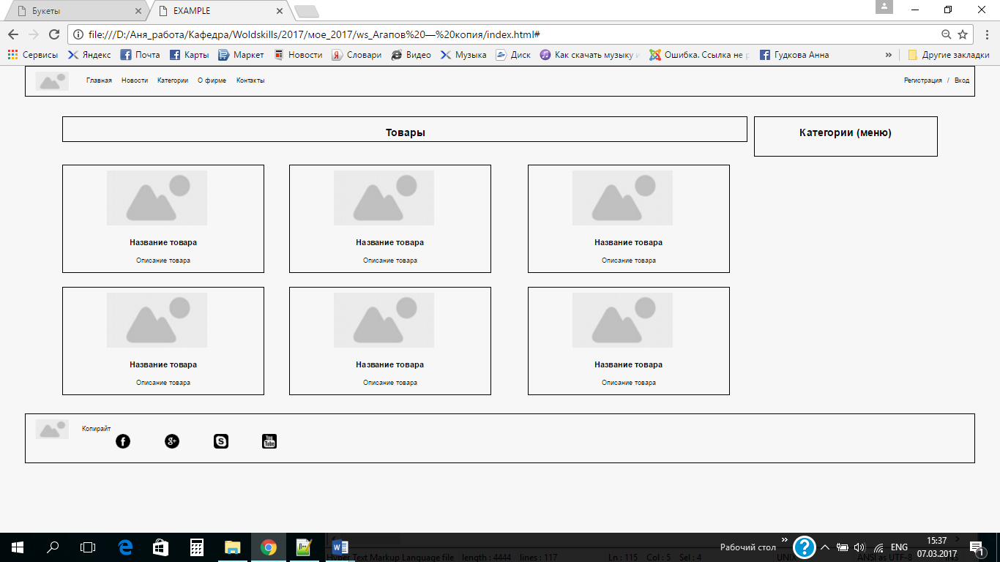 Букеты
EXAMPLE
file:///D:/Аня_работа/Кафедра/Woldskills/2017/мое_2017/ws_Агапов%20—%20копия/index.html#
Сервисы Яндекс Почта Карты Маркет Новости Словари Видео Музыка Диск Как скачать музыку и Ошибка. Ссылка не Гудкова Анна » Другие закладки
Главная Новости Категории О фирме Контакты Регистрация / Вход
Товары Категории (меню)
Название товара Название товара Название товара
Описание товара Описание товара Описание товара
Название товара Название товара Название товара
Описание товара Описание товара Описание товара
Копирайт
You Tube
Рабочий стол » ENG 15:37
07.03.2017 1
Hyper Text Markup Language file length : 4444 lines : 117 Ln : 115 Col : 5 Sel : 4 UNIX ANSI as UTF-8